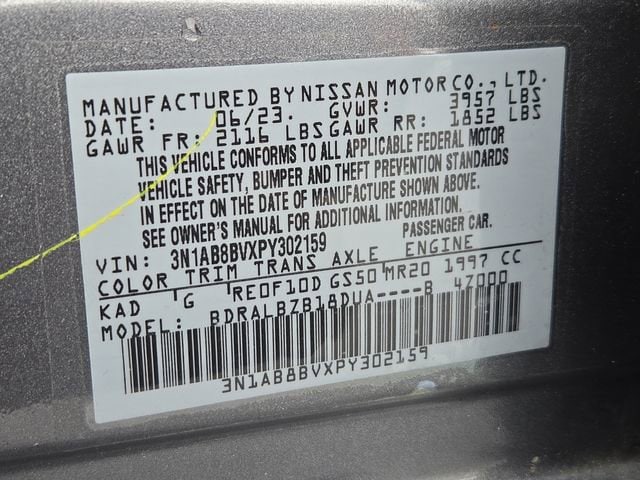 MANUFACTURED BY NISSAN MOTOR CO., LTD.
DATE: 06/23. GVWR: 3957 LBS
GAWR FR: 2116 LBS GAWR RR: 1852 LBS
THIS VEHICLE CONFORMS TO ALL APPLICABLE FEDERAL MOTOR
VEHICLE SAFETY, BUMPER AND THEFT PREVENTION STANDARDS
IN EFFECT ON THE DATE OF MANUFACTURE SHOWN ABOVE.
SEE OWNER'S MANUAL FOR ADDITIONAL INFORMATION.
VIN: 3N1AB8BVXPY302159 PASSENGER CAR.
COLOR TRIM TRANS AXLE ENGINE
KAD G RE0F10D GS50 MR20 1997 CC
MODEL: BDRALBZB18DUA----B 47000
3N1AB8BVXPY302159